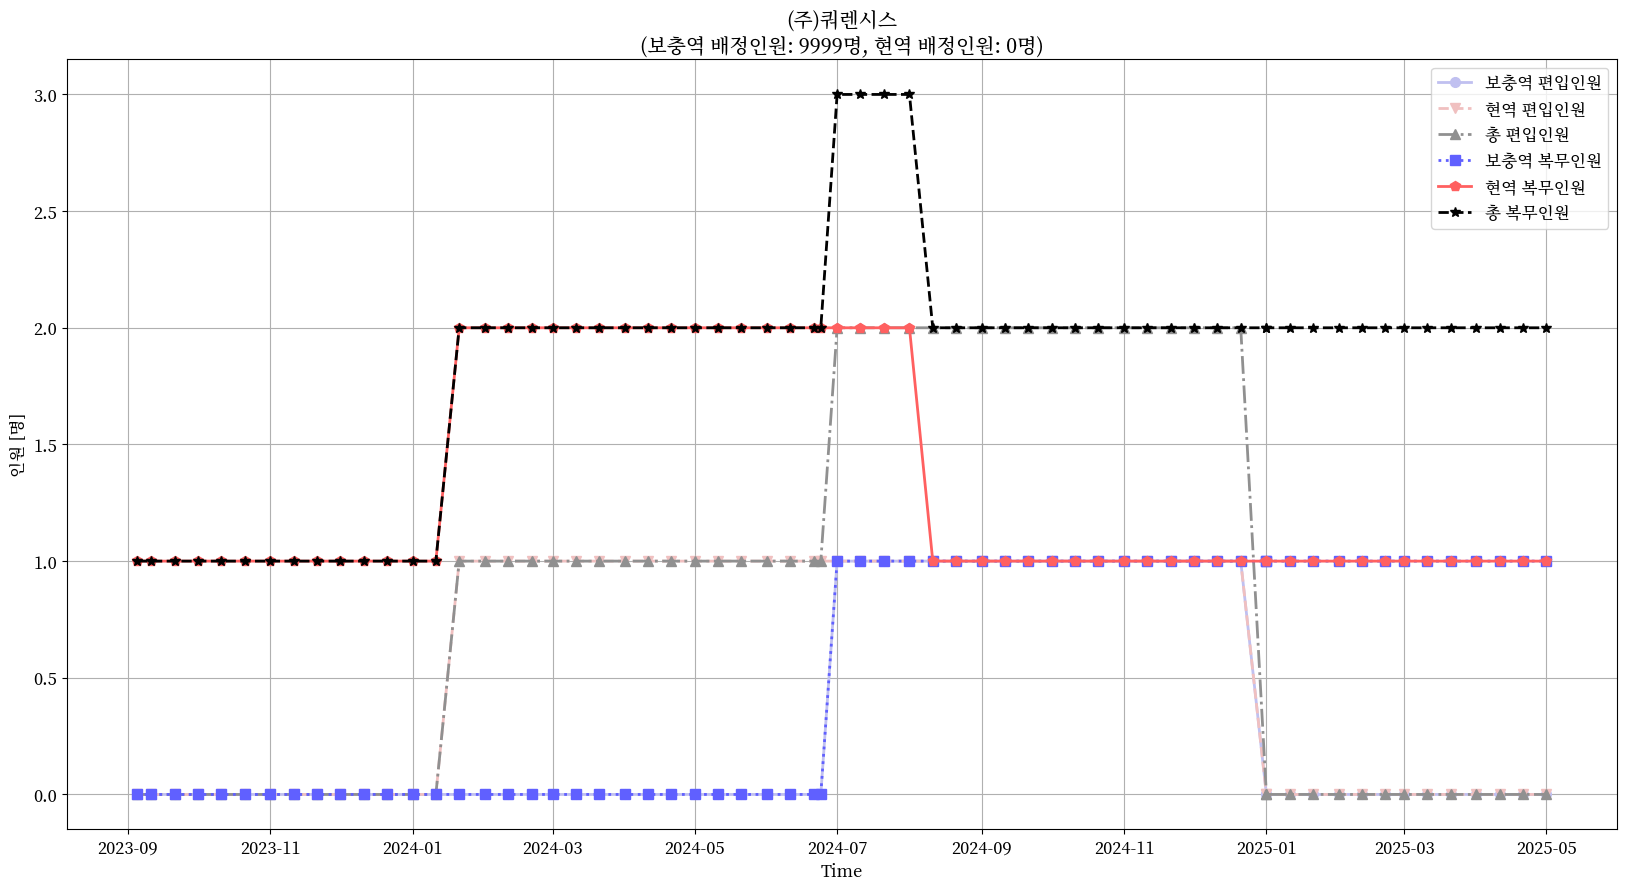 (주)쿼렌시스
(보충역 배정인원: 9999명, 현역 배정인원: 0명)
3.0
2.5
2.0
1.5
1.0
0.5
0.0
인원 [명]
보충역 편입인원
현역 편입인원
총 편입인원
보충역 복무인원
현역 복무인원
총 복무인원
2023-09 2023-11 2024-01 2024-03 2024-05 2024-07 2024-09 2024-11 2025-01 2025-03 2025-05
Time